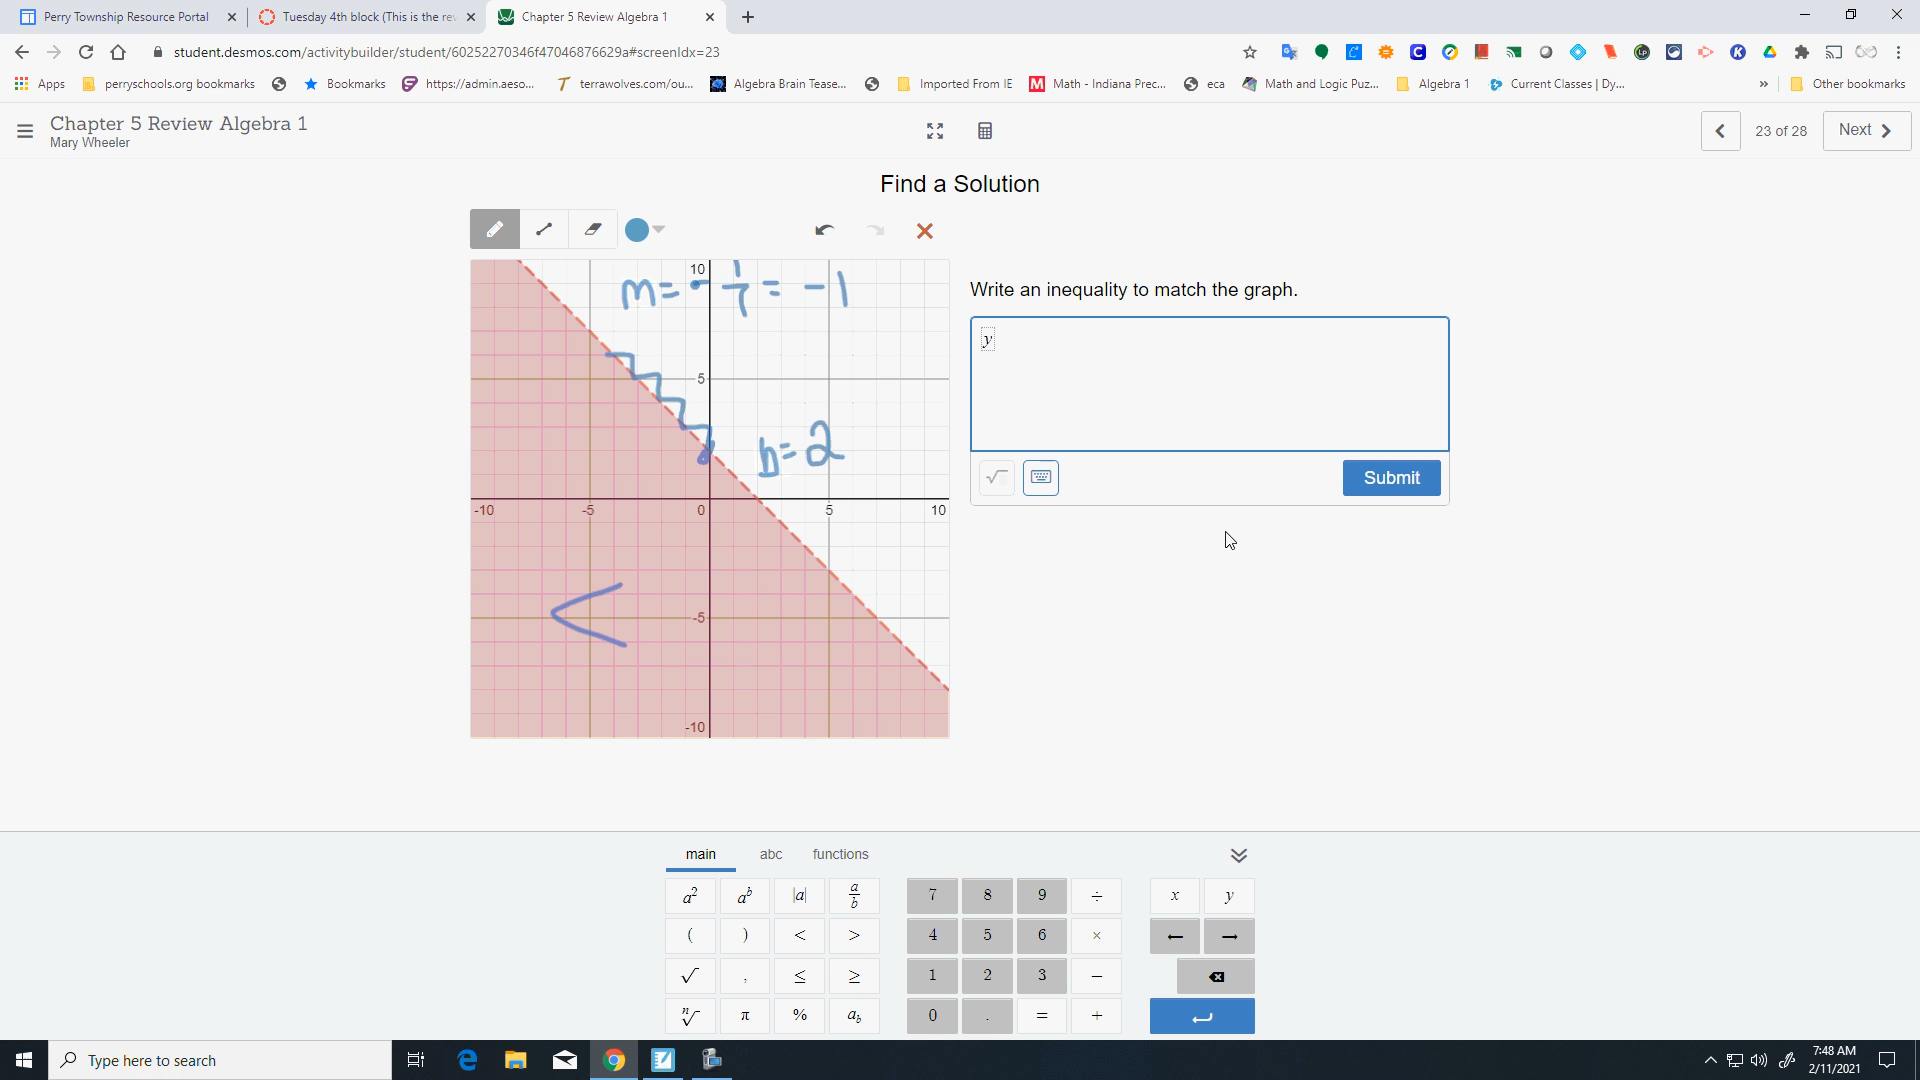 Perry Township Resource Portal
Tuesday 4th block (This is the re
Chapter 5 Review Algebra 1
student.desmos.com/activitybuilder/student/60252270346f47046876629a#screenIdx=23
Apps
perryschools.org bookmarks
Bookmarks
https://admin.aeso...
terrawolves.com/ou...
Algebra Brain Tease...
Imported From IE
Math - Indiana Prec...
eca
Math and Logic Puz...
Algebra 1
Current Classes | Dy...
»
Other bookmarks
Chapter 5 Review Algebra 1
Mary Wheeler
23 of 28
Next
Find a Solution
m = - 1/1 = -1
b = 2
<
10
5
-10
-5
0
5
10
-5
-10
Write an inequality to match the graph.
y
Submit
main abc functions
a² aᵇ |a| a/b 7 8 9 ÷ x y
( ) < > 4 5 6 × ← →
√ , ≤ ≥ 1 2 3 −
ⁿ√ π % a_b 0 . = +
Type here to search
7:48 AM
2/11/2021